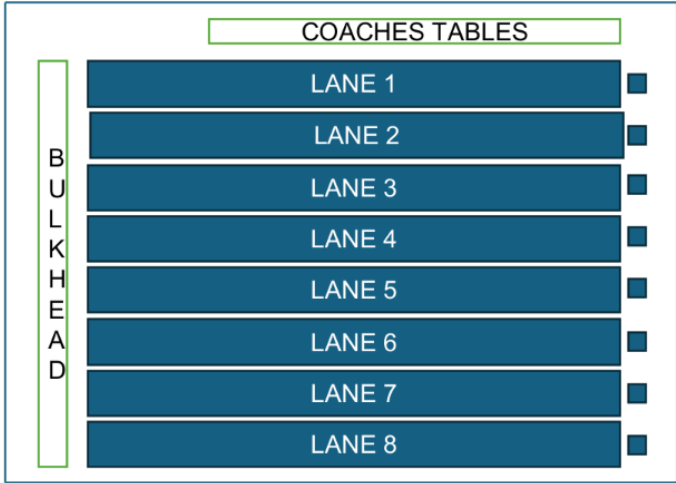 COACHES TABLES
BULKHEAD
LANE 1
LANE 2
LANE 3
LANE 4
LANE 5
LANE 6
LANE 7
LANE 8